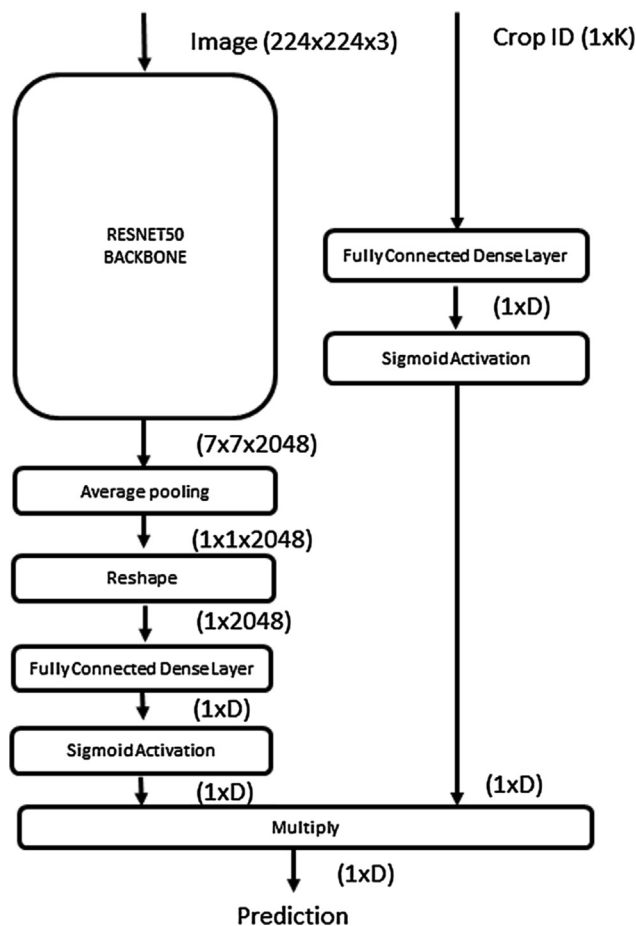 Image (224x224x3)
Crop ID (1xK)
RESNET50
BACKBONE
Fully Connected Dense Layer
(1xD)
Sigmoid Activation
(7x7x2048)
Average pooling
(1x1x2048)
Reshape
(1x2048)
Fully Connected Dense Layer
(1xD)
Sigmoid Activation
(1xD)
(1xD)
Multiply
(1xD)
Prediction